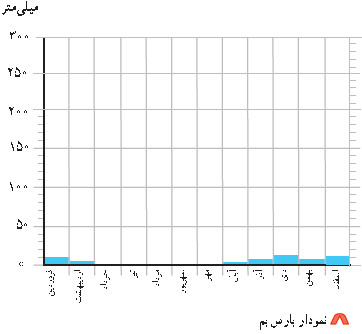 میلی‌متر
۳۰۰
۲۵۰
۲۰۰
۱۵۰
۱۰۰
۵۰
۰
فروردین
اردیبهشت
خرداد
تیر
مرداد
شهریور
مهر
آبان
آذر
دی
بهمن
اسفند
نمودار بارش بم